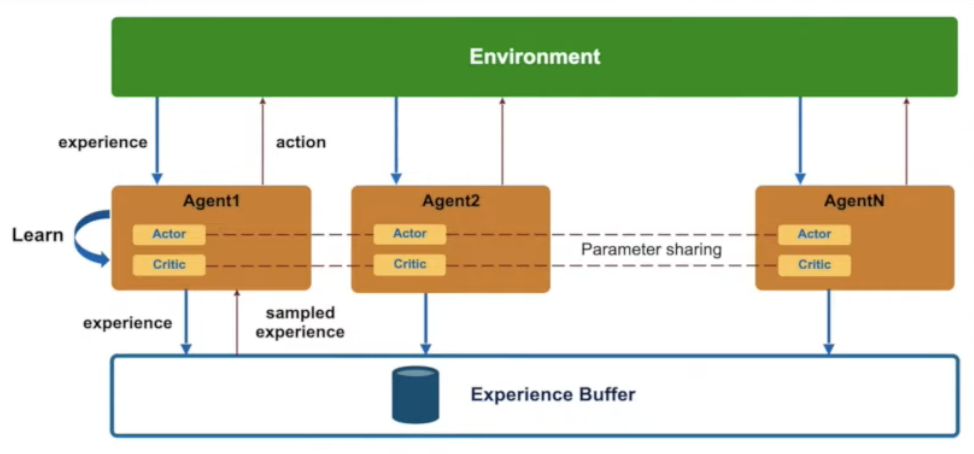 Environment
experience
action
Agent1
Agent2
AgentN
Learn
Actor
Actor
Actor
Parameter sharing
Critic
Critic
Critic
experience
sampled
experience
Experience Buffer